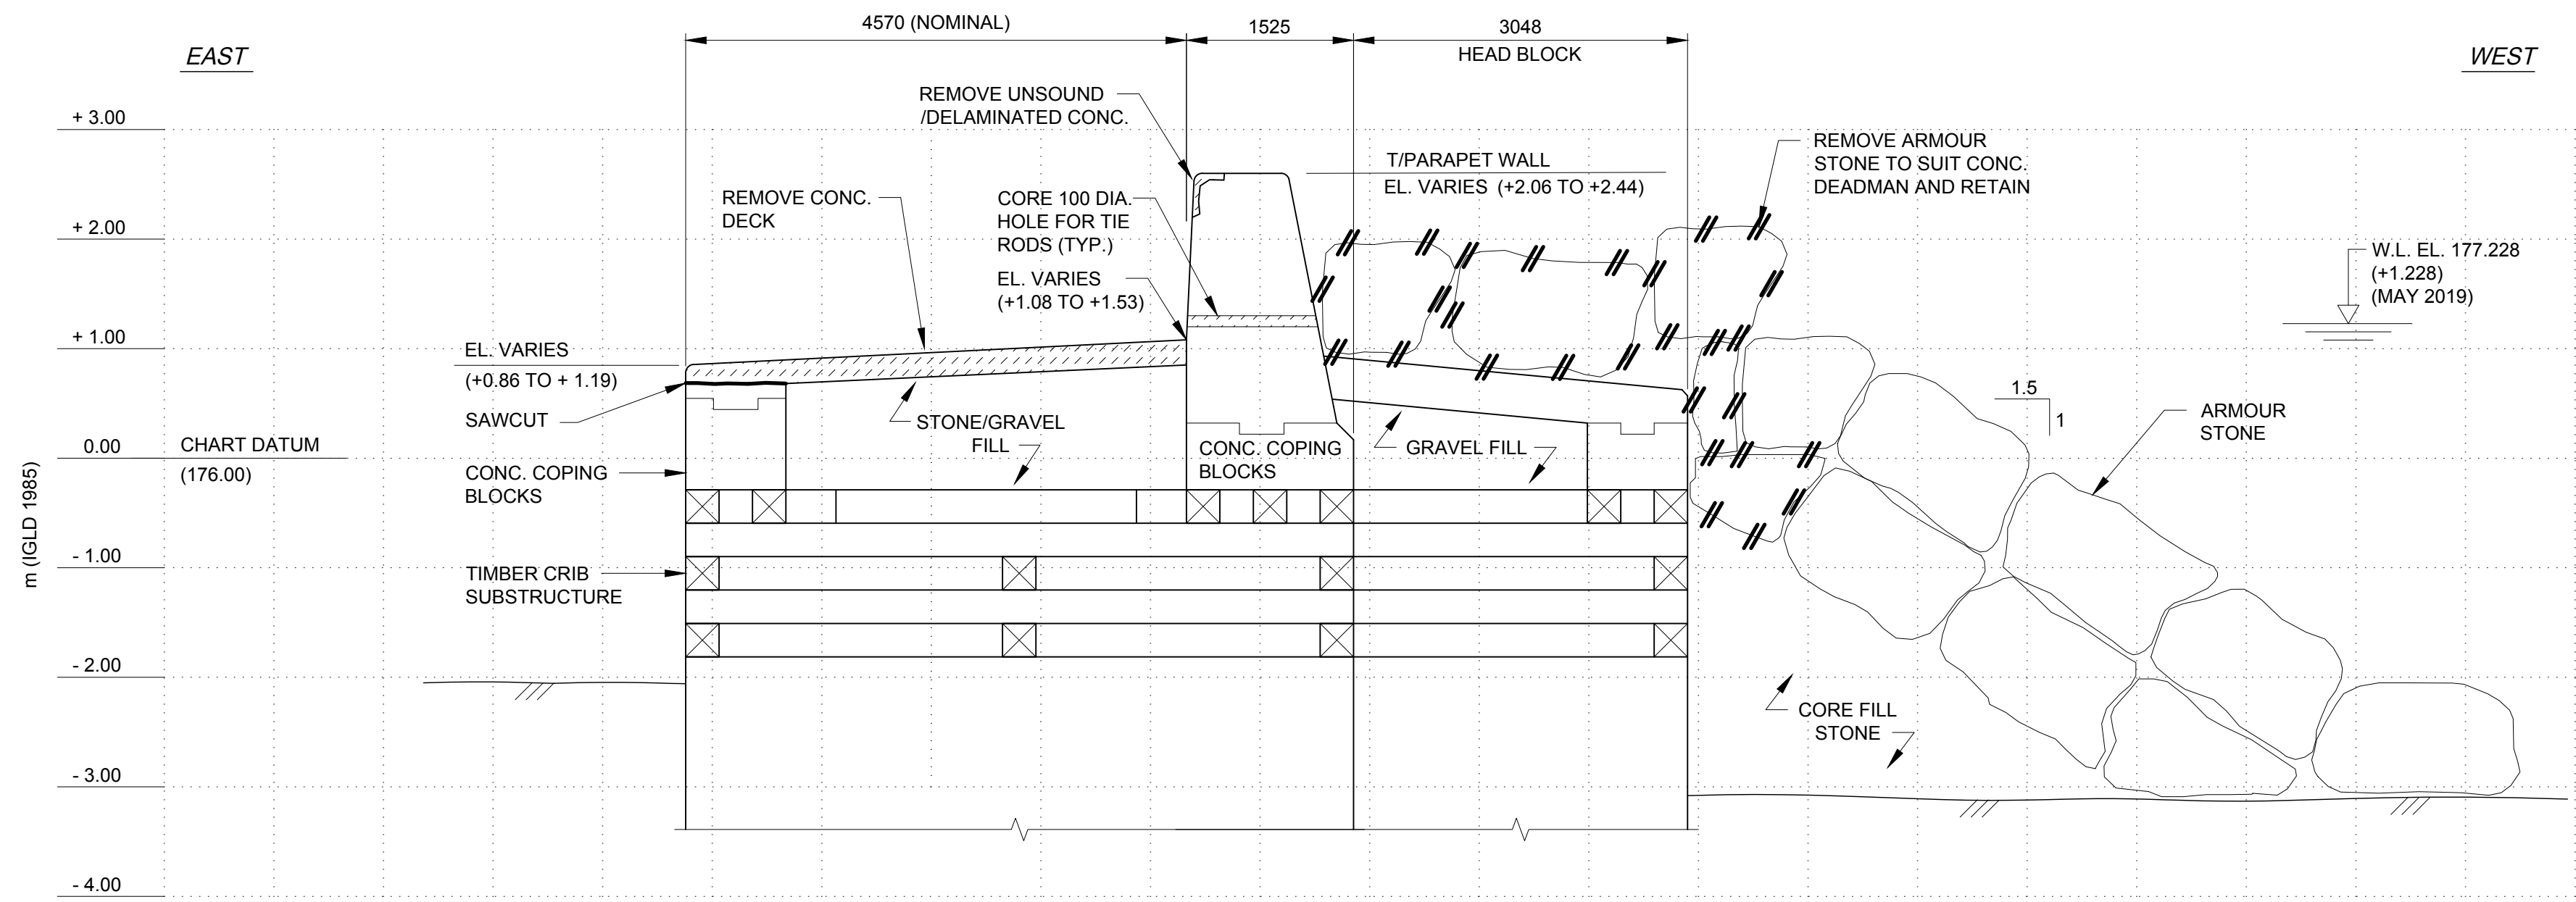 4570 (NOMINAL)
1525
3048
HEAD BLOCK
EAST
WEST
REMOVE UNSOUND
/DELAMINATED CONC.
+ 3.00
REMOVE ARMOUR
STONE TO SUIT CONC.
DEADMAN AND RETAIN
T/PARAPET WALL
EL. VARIES (+2.06 TO +2.44)
REMOVE CONC.
DECK
CORE 100 DIA.
HOLE FOR TIE
RODS (TYP.)
+ 2.00
W.L. EL. 177.228
(+1.228)
(MAY 2019)
EL. VARIES
(+1.08 TO +1.53)
+ 1.00
EL. VARIES
(+0.86 TO + 1.19)
SAWCUT
STONE/GRAVEL
FILL
1.5
1
ARMOUR
STONE
0.00
CHART DATUM
(176.00)
CONC. COPING
BLOCKS
CONC. COPING
BLOCKS
GRAVEL FILL
m (IGLD 1985)
- 1.00
TIMBER CRIB
SUBSTRUCTURE
- 2.00
CORE FILL
STONE
- 3.00
- 4.00